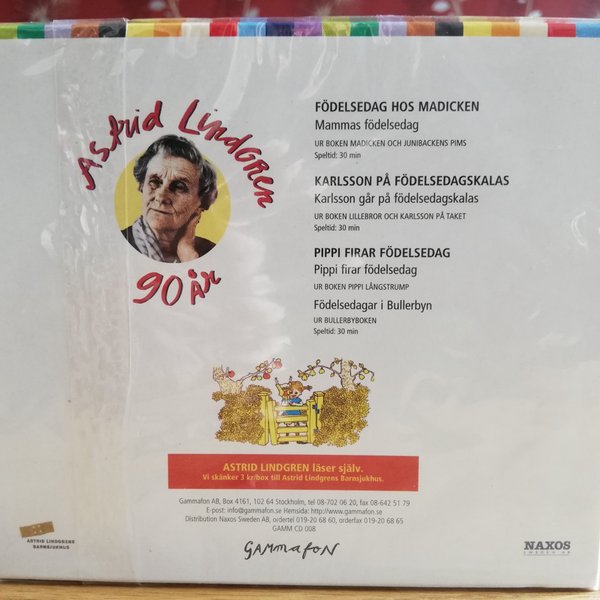 Astrid Lindgren
90 ÅR
FÖDELSEDAG HOS MADICKEN
Mammas födelsedag
UR BOKEN MADICKEN OCH JUNIBACKENS PIMS
Speltid: 30 min
KARLSSON PÅ FÖDELSEDAGSKALAS
Karlsson går på födelsedagskalas
UR BOKEN LILLEBROR OCH KARLSSON PÅ TAKET
Speltid: 30 min
PIPPI FIRAR FÖDELSEDAG
Pippi firar födelsedag
UR BOKEN PIPPI LÅNGSTRUMP
Födelsedagar i Bullerbyn
UR BULLERBYBOKEN
Speltid: 30 min
ASTRID LINDGREN läser själv.
Vi skänker 3 kr/box till Astrid Lindgrens Barnsjukhus.
Gammafon AB, Box 4161, 102 64 Stockholm, tel 08-702 06 20, fax 08-642 51 79
E-post: info@gammafon.se Hemsida: http://www.gammafon.se
Distribution Naxos Sweden AB, ordertel 019-20 68 60, orderfax 019-20 68 65
GAMM CD 008
ASTRID LINDGRENS
BARNSJUKHUS
GAMMAFON
NAXOS
SWEDEN AB